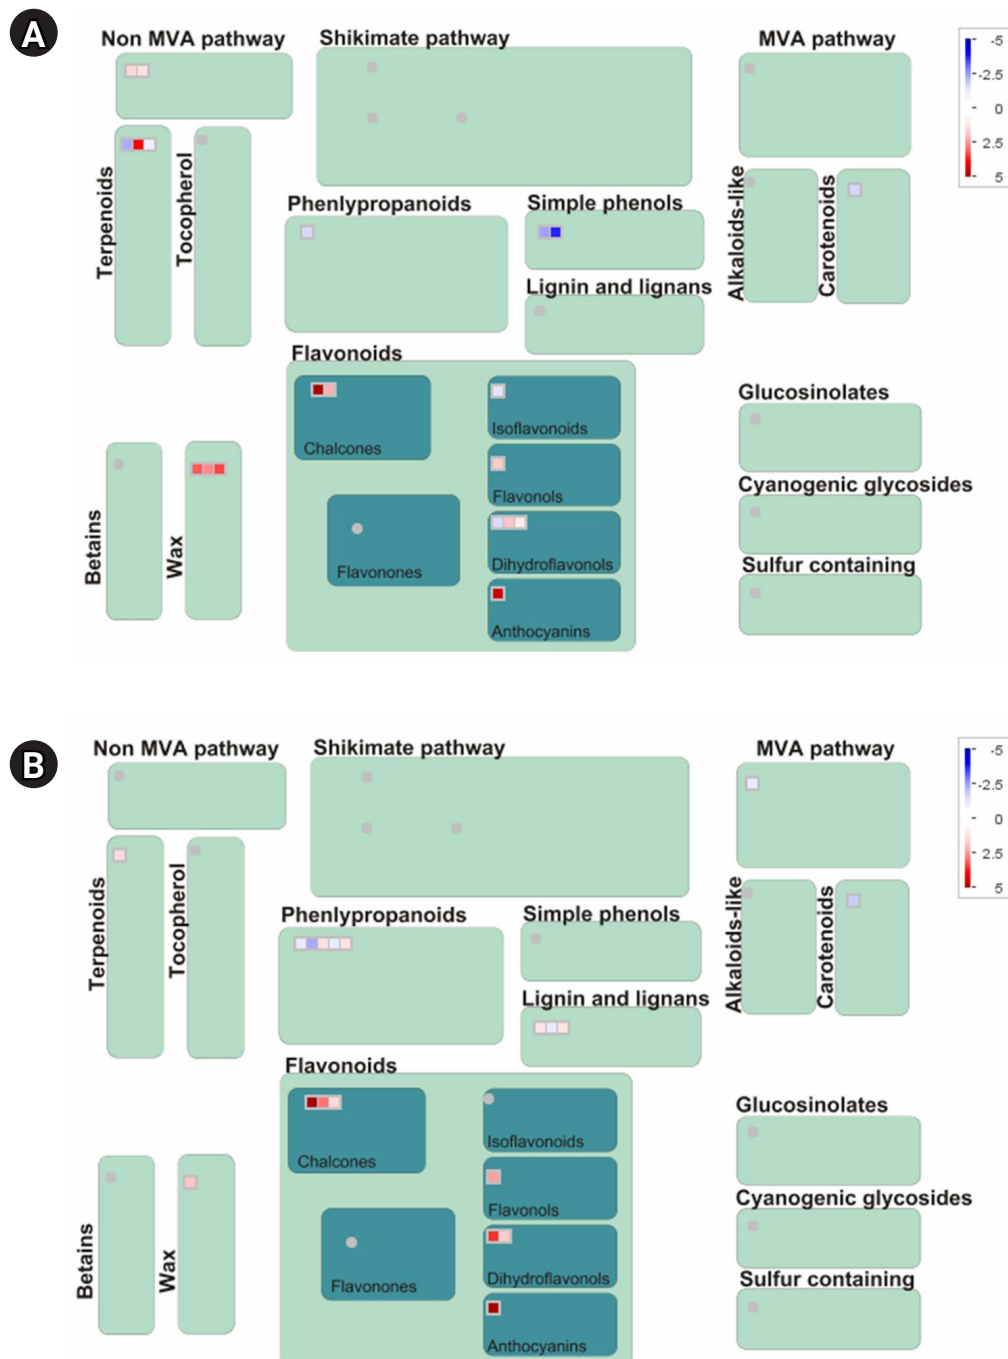 A
Non MVA pathway
Shikimate pathway
MVA pathway
-5
-2.5
0
2.5
5
Terpenoids
Tocopherol
Phenlypropanoids
Simple phenols
Lignin and lignans
Alkaloids-like
Carotenoids
Flavonoids
Chalcones
Isoflavonoids
Flavonols
Flavonones
Dihydroflavonols
Anthocyanins
Betains
Wax
Glucosinolates
Cyanogenic glycosides
Sulfur containing
B
Non MVA pathway
Shikimate pathway
MVA pathway
-5
-2.5
0
2.5
5
Terpenoids
Tocopherol
Phenlypropanoids
Simple phenols
Lignin and lignans
Alkaloids-like
Carotenoids
Flavonoids
Chalcones
Isoflavonoids
Flavonols
Flavonones
Dihydroflavonols
Anthocyanins
Betains
Wax
Glucosinolates
Cyanogenic glycosides
Sulfur containing